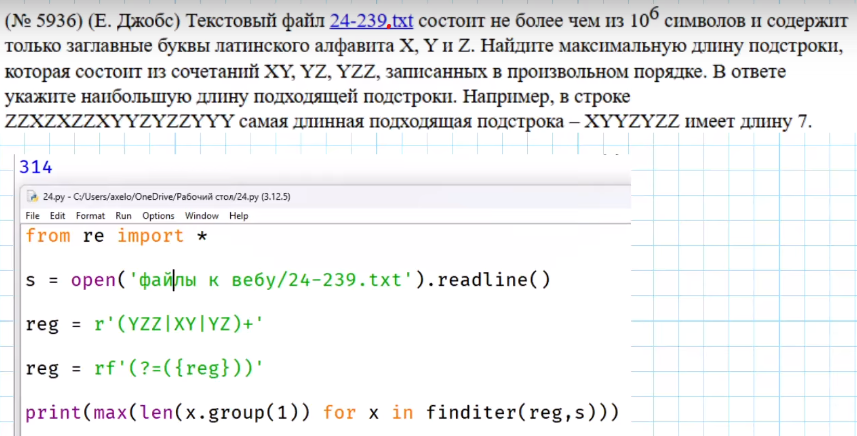 (№ 5936) (Е. Джобс) Текстовый файл 24-239.txt состоит не более чем из 10⁶ символов и содержит
только заглавные буквы латинского алфавита X, Y и Z. Найдите максимальную длину подстроки,
которая состоит из сочетаний XY, YZ, YZZ, записанных в произвольном порядке. В ответе
укажите наибольшую длину подходящей подстроки. Например, в строке
ZZXZXZZXYYZYZZYYY самая длинная подходящая подстрока – XYYZYZZ имеет длину 7.
314
24.py - C:/Users/axelo/OneDrive/Рабочий стол/24.py (3.12.5)
File Edit Format Run Options Window Help
from re import *
s = open('файлы к вебу/24-239.txt').readline()
reg = r'(YZZ|XY|YZ)+'
reg = rf'(?=({reg}))'
print(max(len(x.group(1)) for x in finditer(reg,s)))